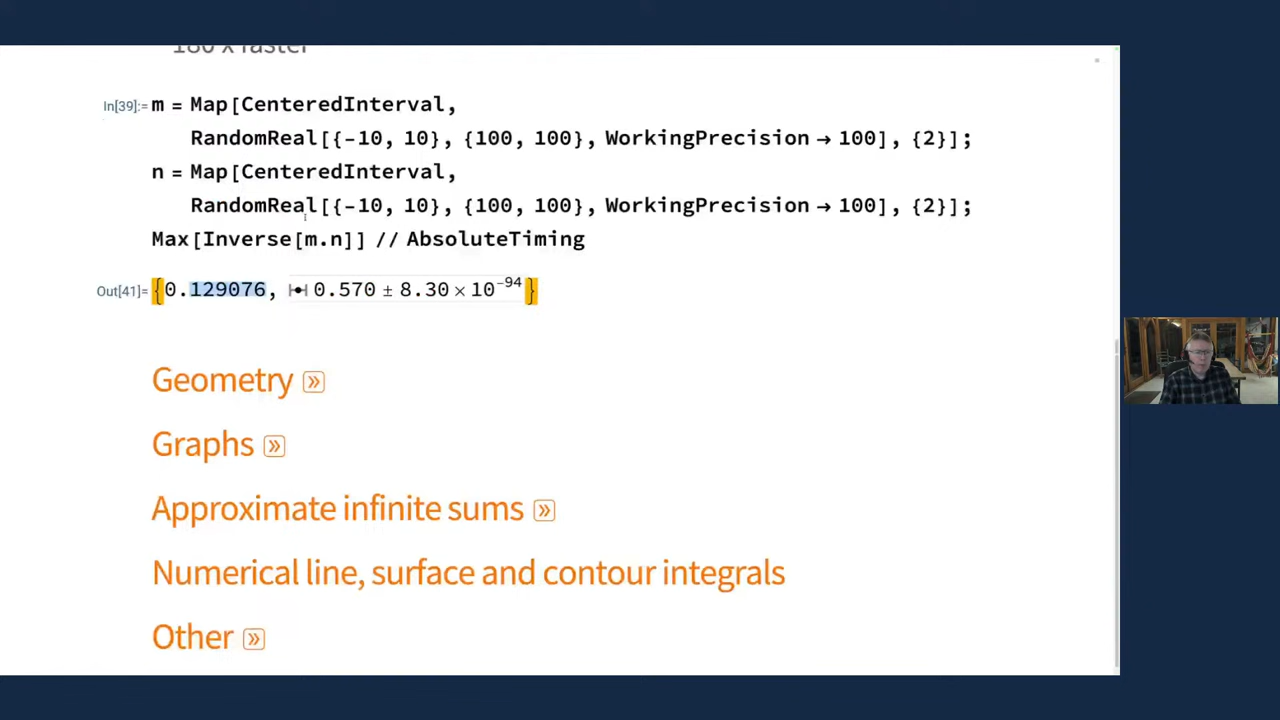 180 x faster
In[39]:= m = Map[CenteredInterval,
RandomReal[{-10, 10}, {100, 100}, WorkingPrecision → 100], {2}];
n = Map[CenteredInterval,
RandomReal[{-10, 10}, {100, 100}, WorkingPrecision → 100], {2}];
Max[Inverse[m.n]] // AbsoluteTiming
Out[41]= {0.129076, 0.570 ± 8.30 × 10^-94}
Geometry »
Graphs »
Approximate infinite sums »
Numerical line, surface and contour integrals
Other »